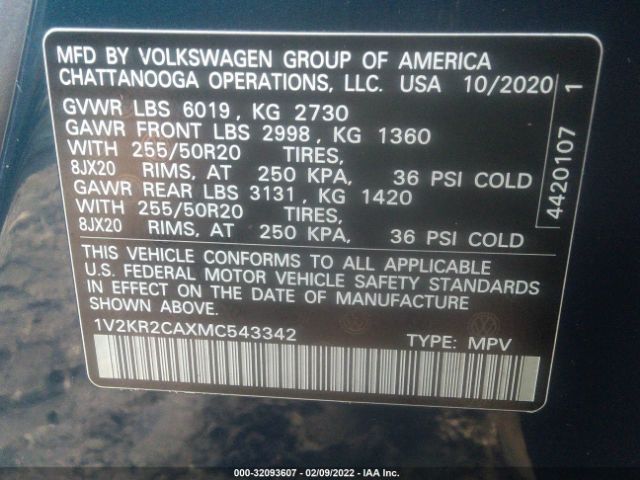 MFD BY VOLKSWAGEN GROUP OF AMERICA
CHATTANOOGA OPERATIONS, LLC. USA 10/2020 1
GVWR LBS 6019, KG 2730
GAWR FRONT LBS 2998, KG 1360
WITH 255/50R20 TIRES,
8JX20 RIMS, AT 250 KPA, 36 PSI COLD
GAWR REAR LBS 3131, KG 1420
WITH 255/50R20 TIRES,
8JX20 RIMS, AT 250 KPA, 36 PSI COLD
4420107
THIS VEHICLE CONFORMS TO ALL APPLICABLE
U.S. FEDERAL MOTOR VEHICLE SAFETY STANDARDS
IN EFFECT ON THE DATE OF MANUFACTURE
SHOWN ABOVE.
1V2KR2CAXMC543342 TYPE: MPV
000-32093607 - 02/09/2022 - IAA Inc.